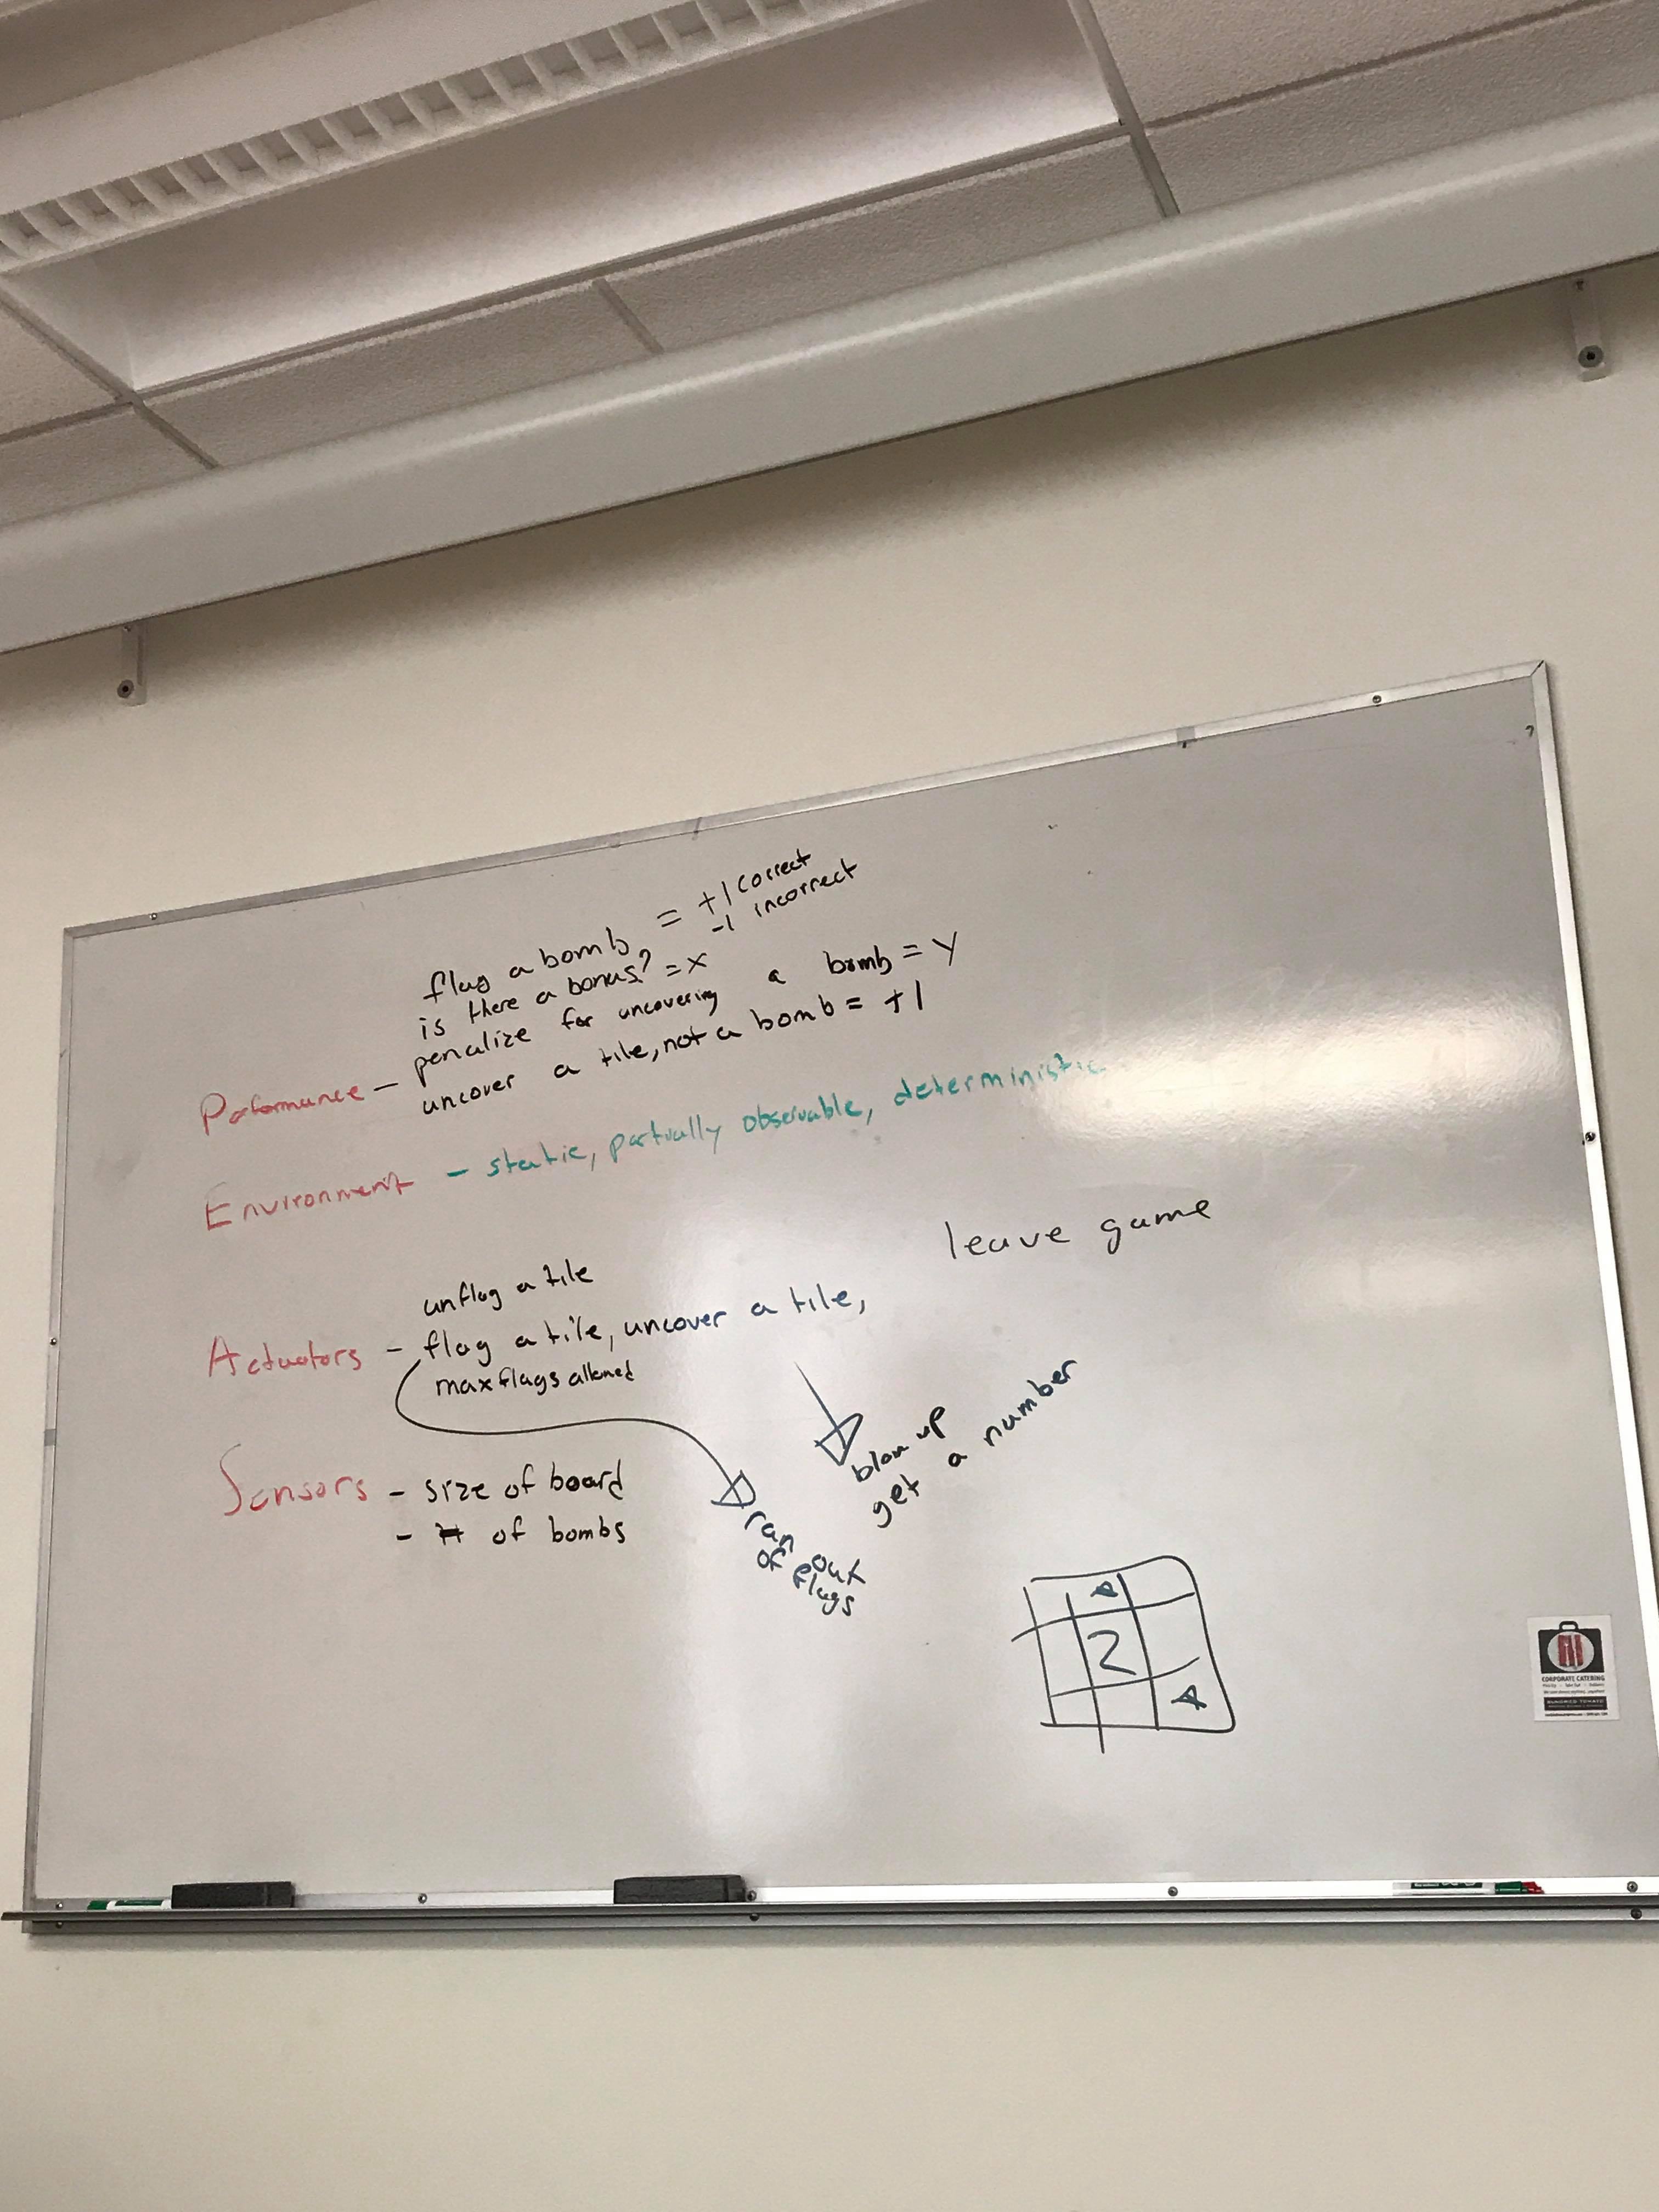 flag a bomb = +1 correct
-1 incorrect
is there a bonus? = x
penalize for uncovering a bomb = y
Peformance - uncover a tile, not a bomb = +1
Environment - static, partially observable, deterministic
leave game
unflag a tile
Actuators - flag a tile, uncover a tile,
max flags allowed
blow up
get a number
Sensors - size of board
- # of bombs
ran out
of flags
2
CORPORATE CATERING